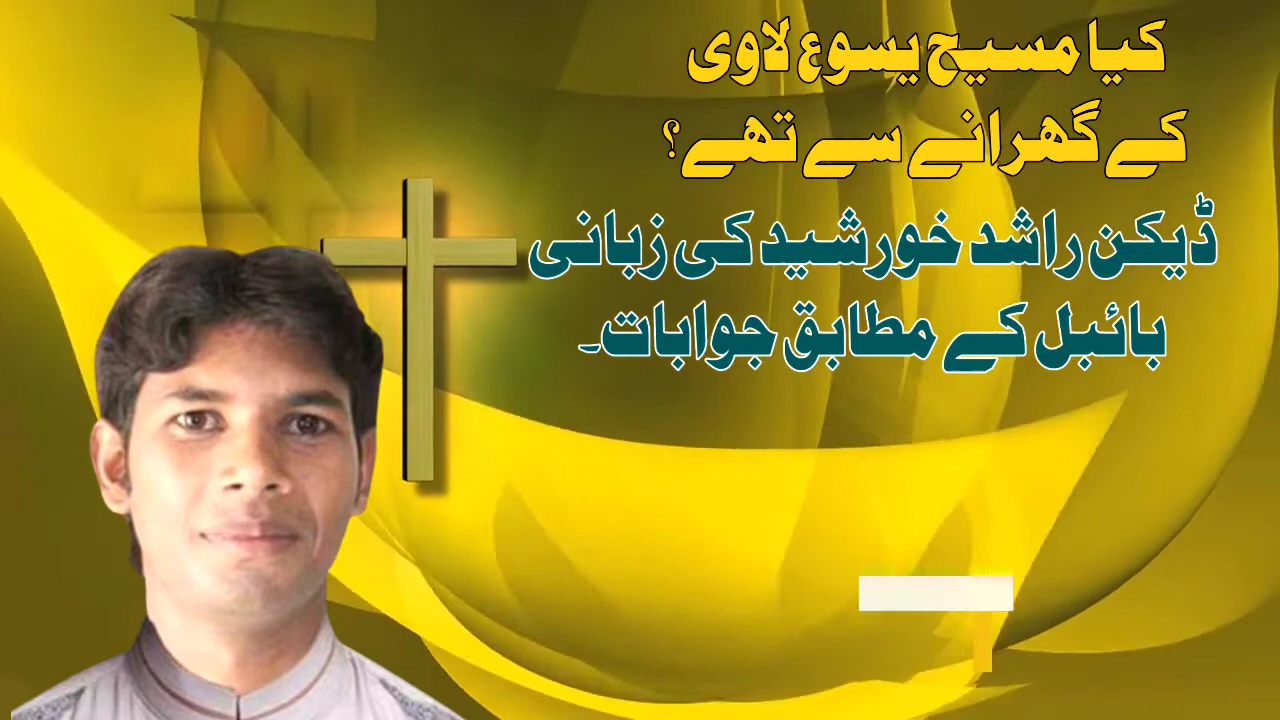 کیا مسیح یسوع لاوی
کے گھرانے سے تھے؟
ڈیکن راشد خورشید کی زبانی
بائبل کے مطابق جوابات۔